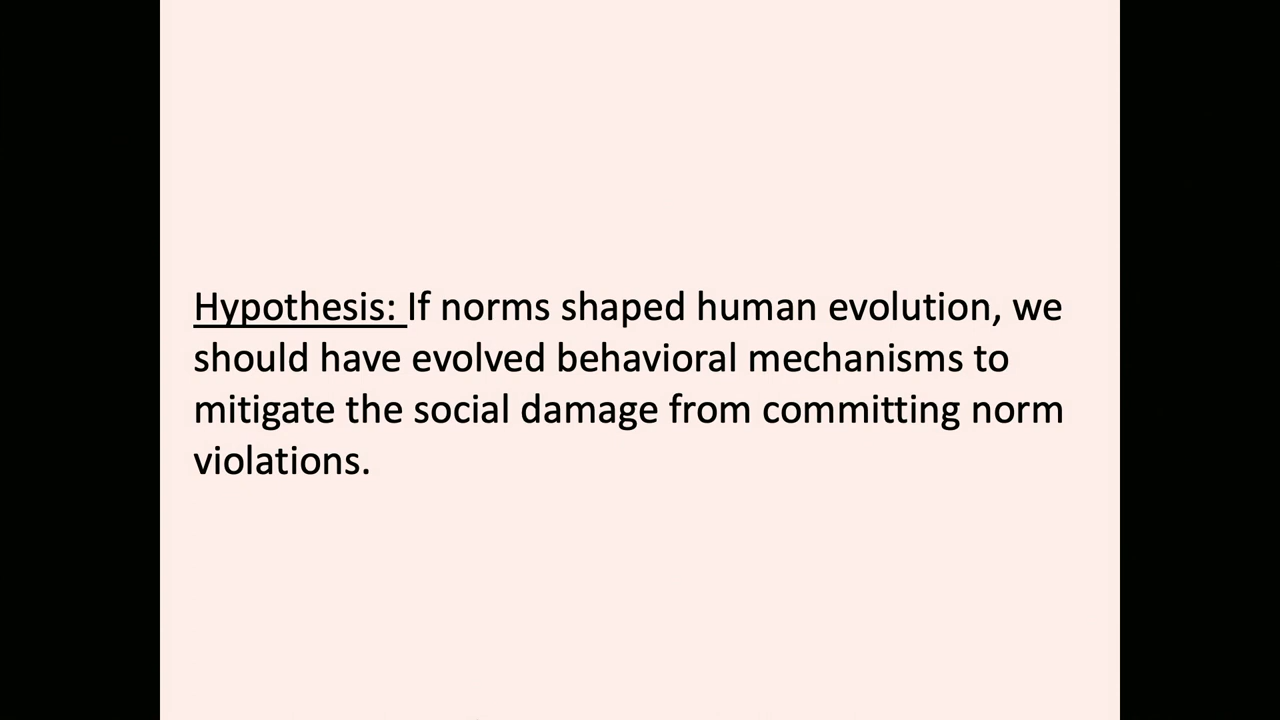 Hypothesis: If norms shaped human evolution, we
should have evolved behavioral mechanisms to
mitigate the social damage from committing norm
violations.